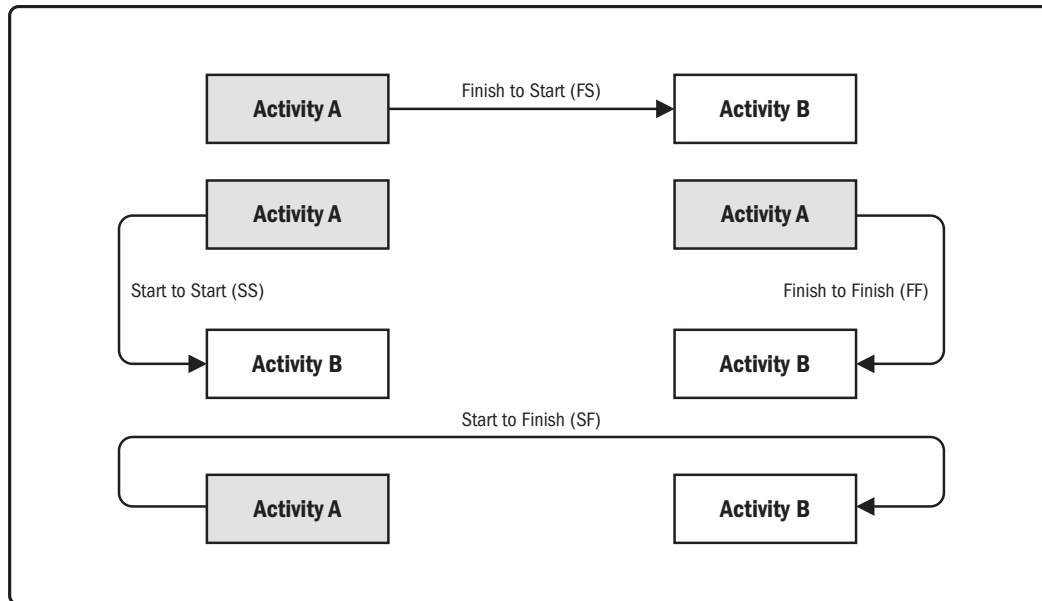 Activity A
Finish to Start (FS)
Activity B
Activity A
Activity A
Start to Start (SS)
Finish to Finish (FF)
Activity B
Activity B
Start to Finish (SF)
Activity A
Activity B